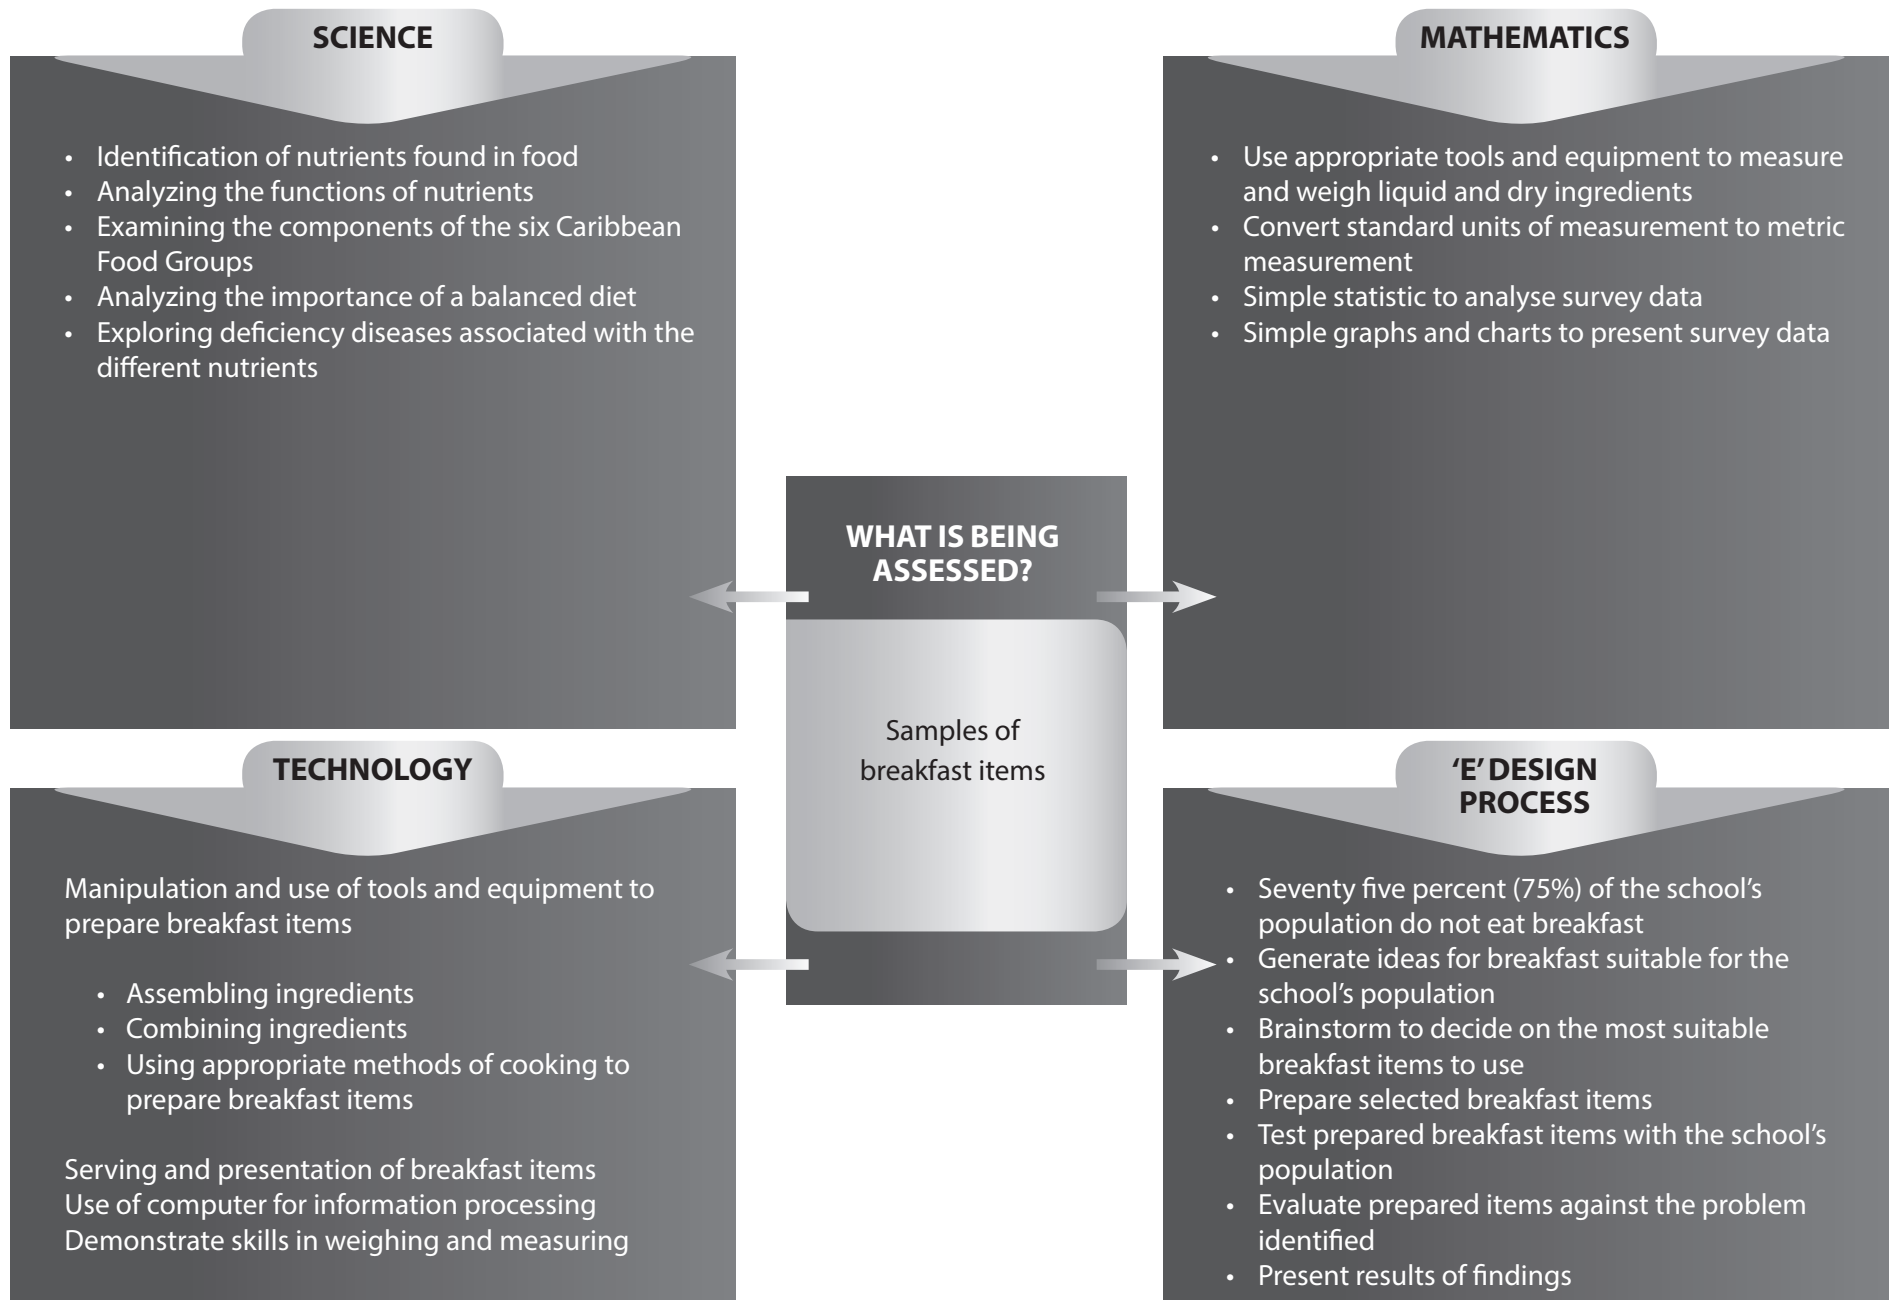 SCIENCE
• Identification of nutrients found in food
• Analyzing the functions of nutrients
• Examining the components of the six Caribbean
Food Groups
• Analyzing the importance of a balanced diet
• Exploring deficiency diseases associated with the
different nutrients
MATHEMATICS
• Use appropriate tools and equipment to measure
and weigh liquid and dry ingredients
• Convert standard units of measurement to metric
measurement
• Simple statistic to analyse survey data
• Simple graphs and charts to present survey data
WHAT IS BEING
ASSESSED?
Samples of
breakfast items
TECHNOLOGY
Manipulation and use of tools and equipment to
prepare breakfast items
• Assembling ingredients
• Combining ingredients
• Using appropriate methods of cooking to
prepare breakfast items
Serving and presentation of breakfast items
Use of computer for information processing
Demonstrate skills in weighing and measuring
‘E’ DESIGN
PROCESS
• Seventy five percent (75%) of the school’s
population do not eat breakfast
• Generate ideas for breakfast suitable for the
school’s population
• Brainstorm to decide on the most suitable
breakfast items to use
• Prepare selected breakfast items
• Test prepared breakfast items with the school’s
population
• Evaluate prepared items against the problem
identified
• Present results of findings